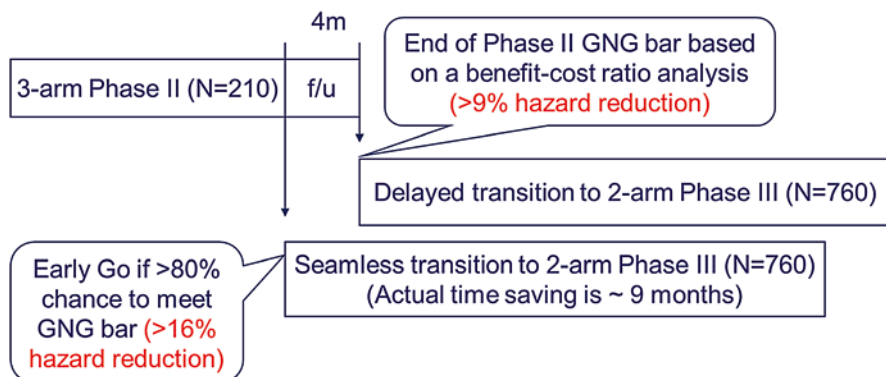 4m
3-arm Phase II (N=210)
f/u
End of Phase II GNG bar based
on a benefit-cost ratio analysis
(>9% hazard reduction)
Delayed transition to 2-arm Phase III (N=760)
Early Go if >80%
chance to meet
GNG bar (>16%
hazard reduction)
Seamless transition to 2-arm Phase III (N=760)
(Actual time saving is ~ 9 months)